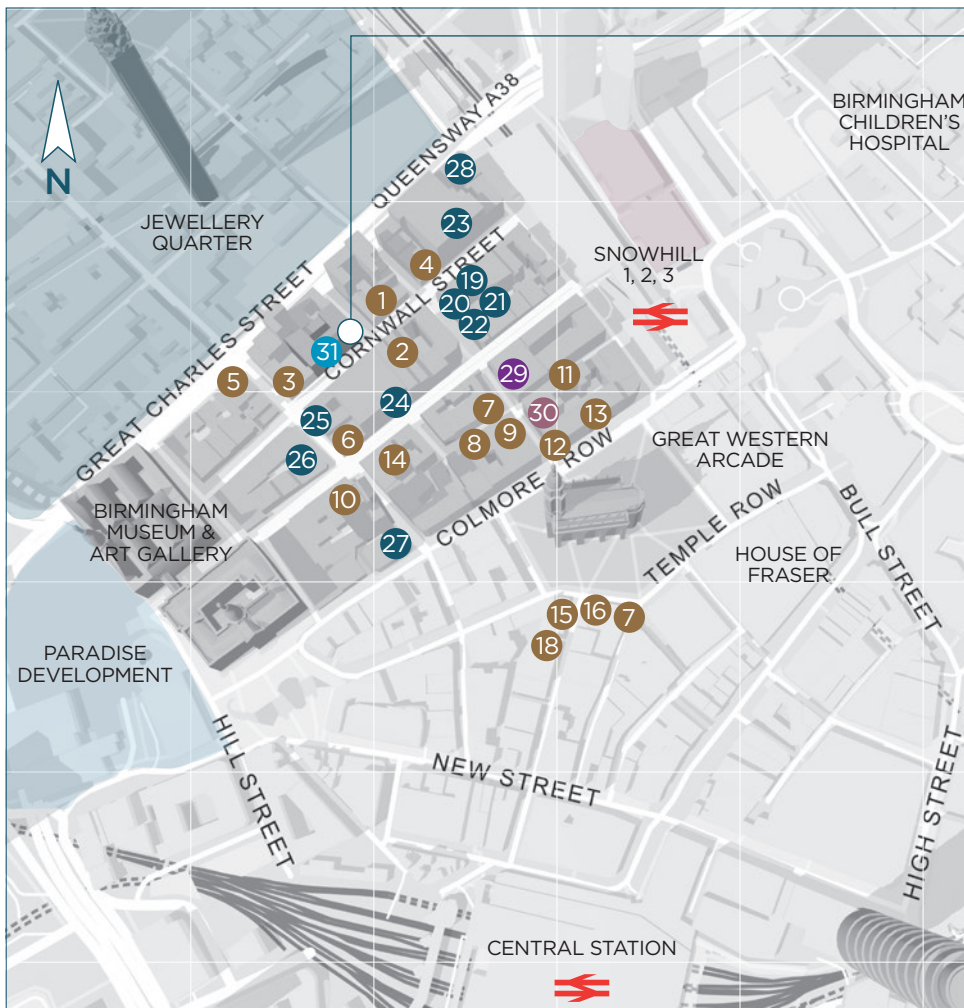 QUEENSWAY A38
BIRMINGHAM
CHILDREN'S
HOSPITAL
N
28
JEWELLERY
QUARTER
23
4
SNOWHILL
1, 2, 3
19
20
21
22
1
CORNWALL STREET
GREAT CHARLES STREET
31
2
5
3
29
11
24
7
30
13
25
6
9
8
12
26
14
GREAT WESTERN
ARCADE
10
COLMORE ROW
BIRMINGHAM
MUSEUM &
ART GALLERY
27
TEMPLE ROW
BULL STREET
HOUSE OF
FRASER
15
16
7
18
PARADISE
DEVELOPMENT
HILL STREET
NEW STREET
HIGH STREET
CENTRAL STATION